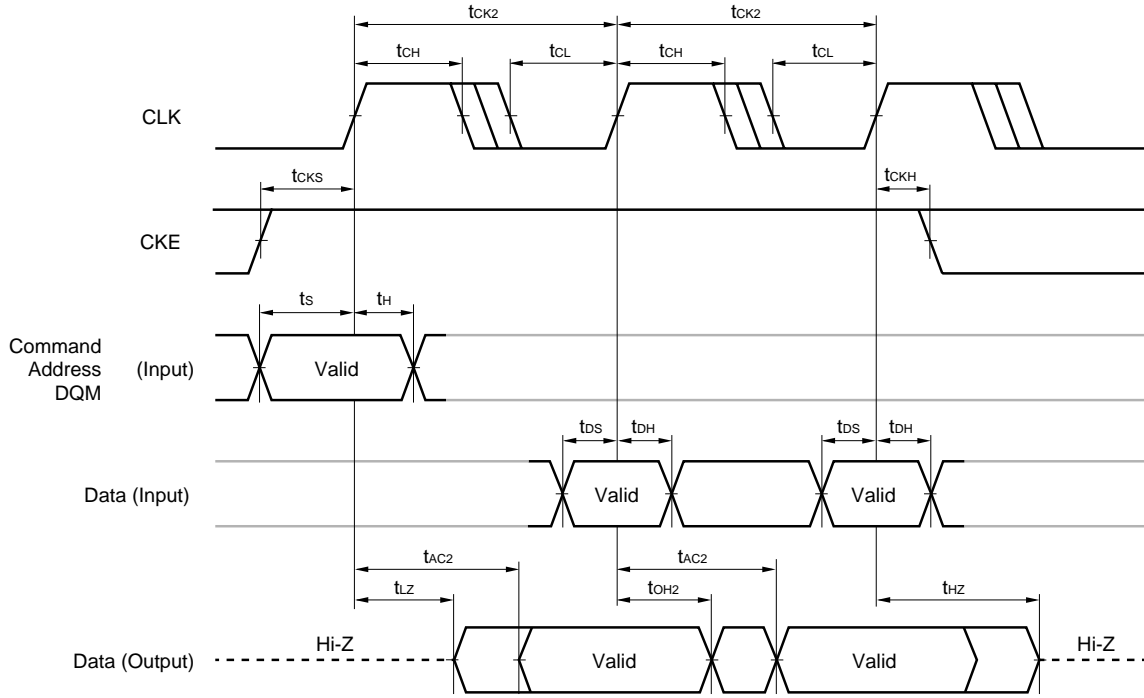 tCK2 tCK2
tCH tCL tCH tCL
CLK
tCKS tCKH
CKE
tS tH
Command
Address (Input) Valid
DQM
tDS tDH tDS tDH
Data (Input) Valid Valid
tAC2 tAC2
tLZ tOH2 tHZ
Hi-Z Hi-Z
Data (Output) Valid Valid